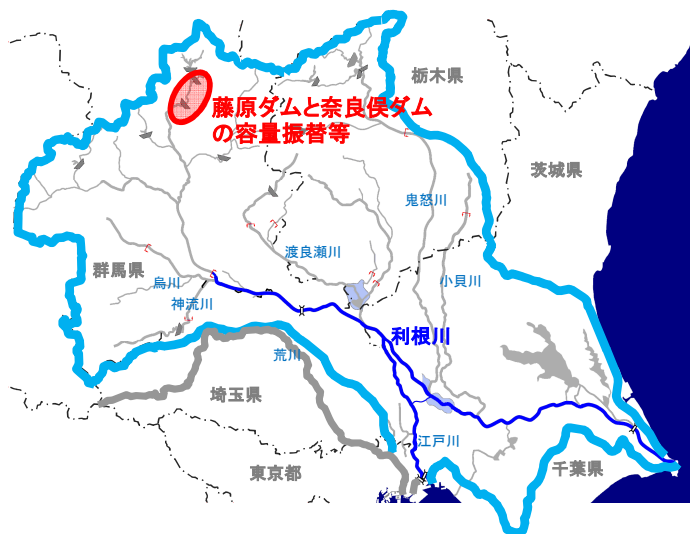 栃木県
藤原ダムと奈良俣ダム
の容量振替等
茨城県
鬼怒川
渡良瀬川
群馬県
烏川
小貝川
神流川
利根川
荒川
埼玉県
江戸川
東京都
千葉県